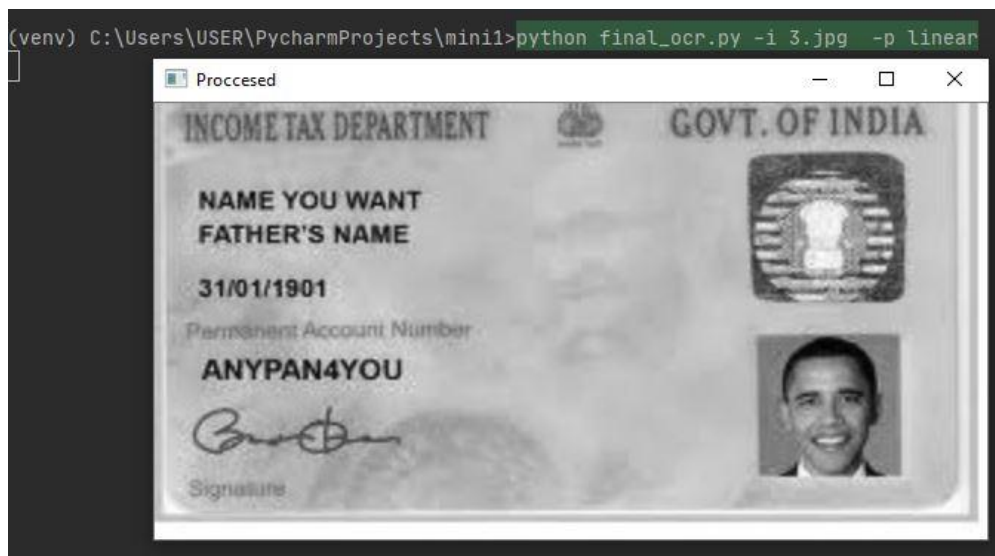 (venv) C:\Users\USER\PycharmProjects\mini1>python final_ocr.py -i 3.jpg  -p linear
Proccesed
INCOME TAX DEPARTMENT GOVT. OF INDIA
NAME YOU WANT
FATHER'S NAME
31/01/1901
Permanent Account Number
ANYPAN4YOU
Signature